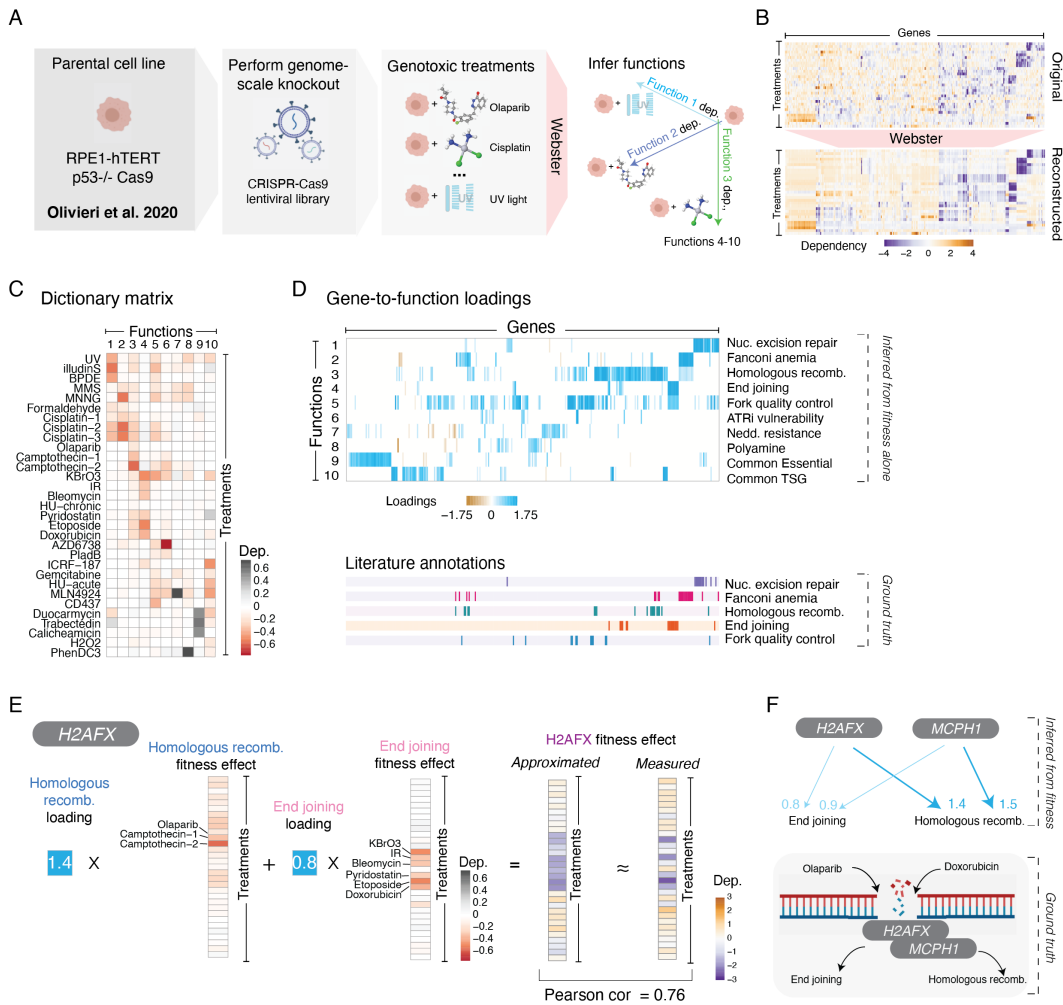 A
Parental cell line
RPE1-hTERT
p53-/- Cas9
Olivieri et al. 2020
Perform genome-
scale knockout
CRISPR-Cas9
lentiviral library
Genotoxic treatments
+
Olaparib
+
Cisplatin
...
+
UV
UV light
Webster
Infer functions
+
UV
Function 1 dep.
Function 2 dep.
Function 3 dep.,
+
+
Functions 4-10
B
Genes
Treatments
Original
Webster
Treatments
Reconstructed
Dependency
−4 −2 0 2 4
C
Dictionary matrix
Functions
1 2 3 4 5 6 7 8 9 10
UV
illudinS
BPDE
MMS
MNNG
Formaldehyde
Cisplatin-1
Cisplatin-2
Cisplatin-3
Olaparib
Camptothecin-1
Camptothecin-2
KBrO3
IR
Bleomycin
HU-chronic
Pyridostatin
Etoposide
Doxorubicin
AZD6738
PladB
ICRF-187
Gemcitabine
HU-acute
MLN4924
CD437
Duocarmycin
Trabectedin
Calicheamicin
H2O2
PhenDC3
Treatments
Dep.
0.6
0.4
0.2
0
−0.2
−0.4
−0.6
D
Gene-to-function loadings
Genes
Functions
1 Nuc. excision repair
2 Fanconi anemia
3 Homologous recomb.
4 End joining
5 Fork quality control
6 ATRi vulnerability
7 Nedd. resistance
8 Polyamine
9 Common Essential
10 Common TSG
Inferred from fitness alone
Loadings
−1.75 0 1.75
Literature annotations
Nuc. excision repair
Fanconi anemia
Homologous recomb.
End joining
Fork quality control
Ground truth
E
H2AFX
Homologous
recomb.
loading
1.4 X
Homologous recomb.
fitness effect
Olaparib
Camptothecin-1
Camptothecin-2
Treatments
+
End joining
loading
0.8 X
End joining
fitness effect
KBrO3
IR
Bleomycin
Pyridostatin
Etoposide
Doxorubicin
Treatments
Dep.
0.6
0.4
0.2
0
−0.2
−0.4
−0.6
=
H2AFX fitness effect
Approximated
Treatments
≈
Measured
Treatments
Dep.
3
2
1
0
−1
−2
−3
Pearson cor = 0.76
F
H2AFX
MCPH1
0.8 0.9 1.4 1.5
End joining
Homologous recomb.
Inferred from fitness
Olaparib
Doxorubicin
H2AFX
MCPH1
End joining
Homologous recomb.
Ground truth